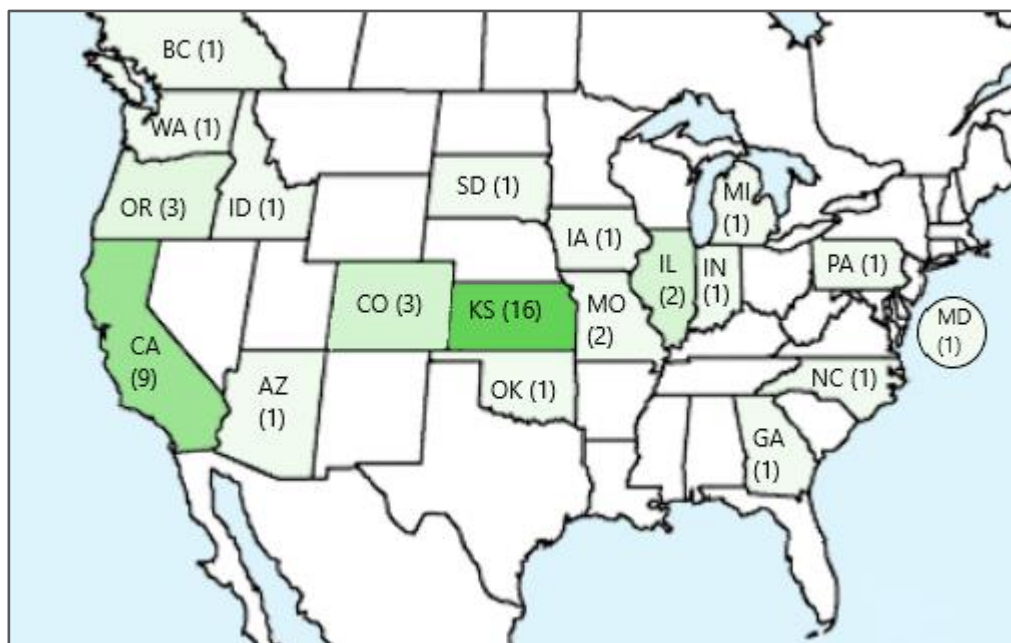 BC (1)
WA (1)
OR (3)
ID (1)
SD (1)
MI
(1)
IA (1)
IL
(2)
IN
(1)
PA (1)
CO (3)
KS (16)
MO
(2)
MD
(1)
CA
(9)
AZ
(1)
OK (1)
NC (1)
GA
(1)